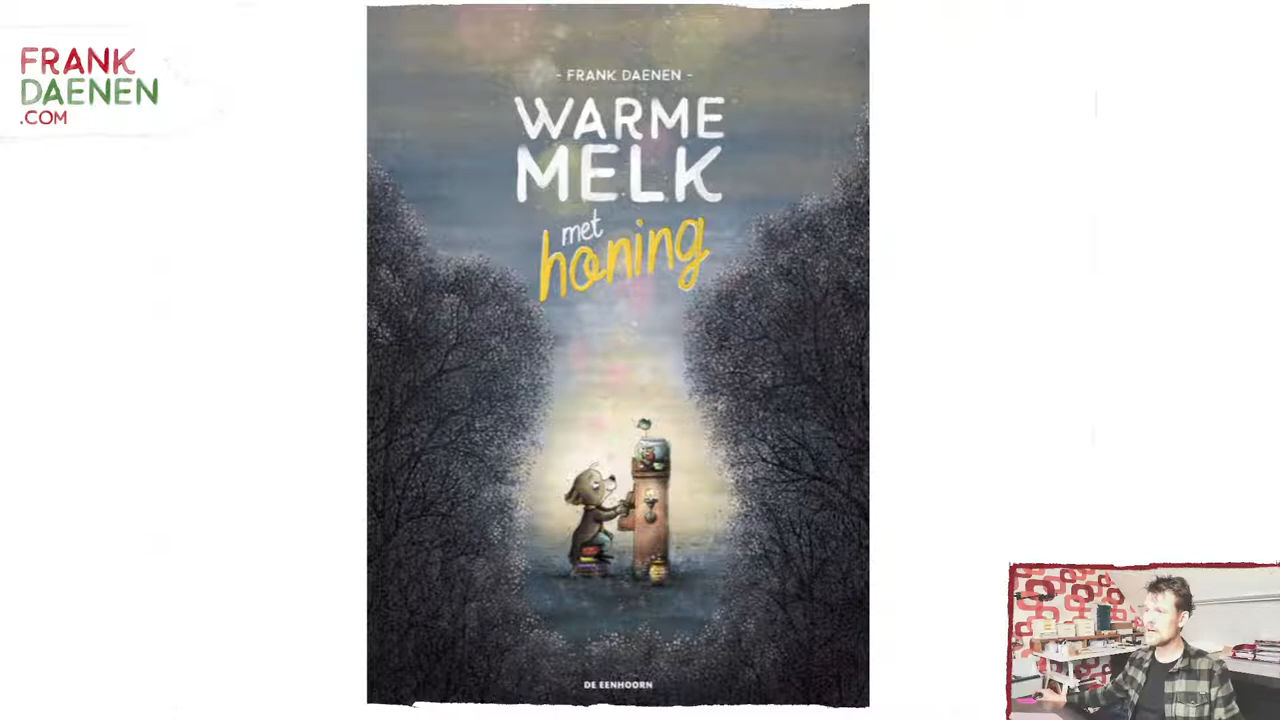 FRANK
DAENEN
.COM
- FRANK DAENEN -
WARME
MELK
met
honing
DE EENHOORN